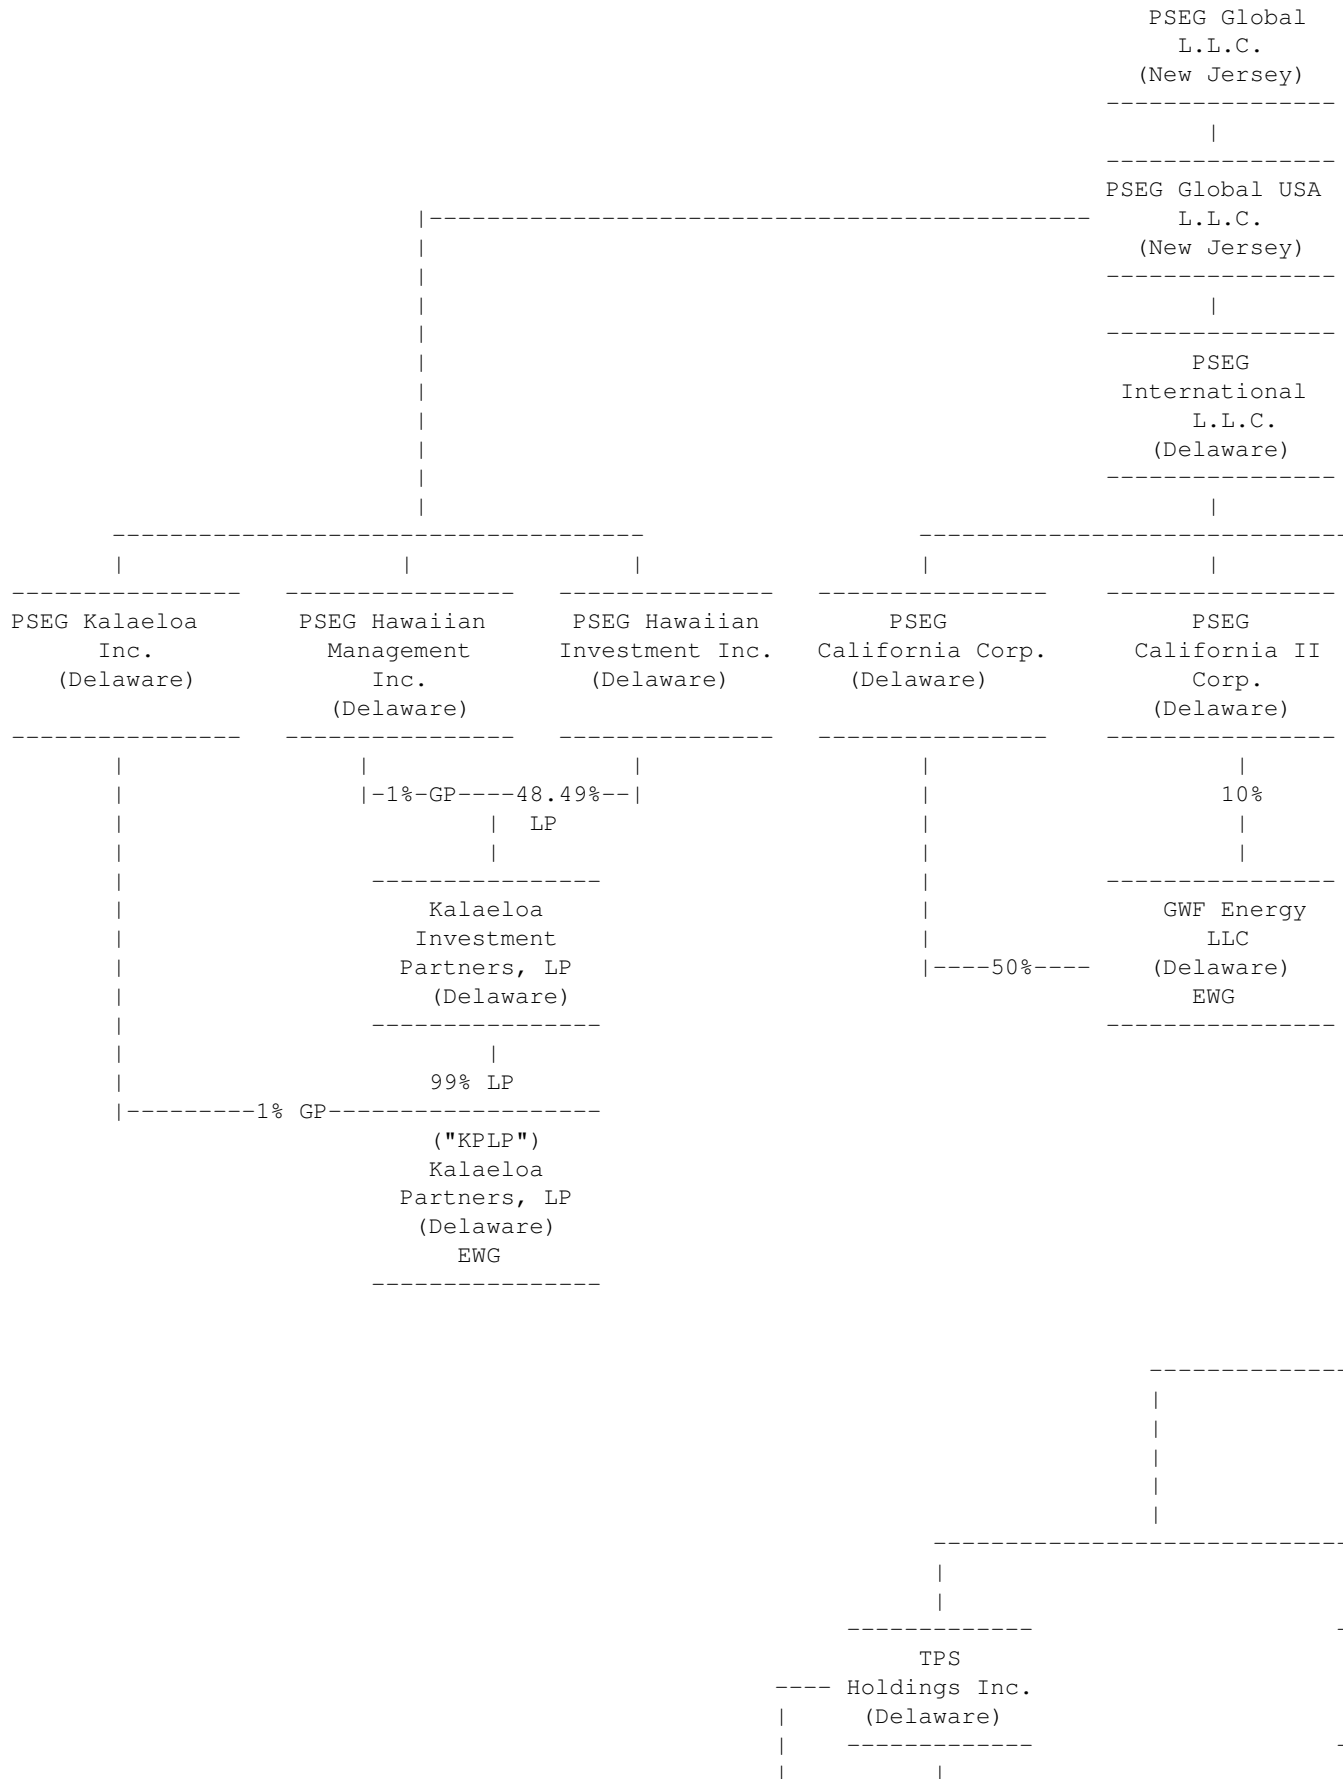 PSEG Global
L.L.C.
(New Jersey)
PSEG Global USA
L.L.C.
(New Jersey)
PSEG
International
L.L.C.
(Delaware)
PSEG Kalaeloa
Inc.
(Delaware)
PSEG Hawaiian
Management
Inc.
(Delaware)
PSEG Hawaiian
Investment Inc.
(Delaware)
PSEG
California Corp.
(Delaware)
PSEG
California II
Corp.
(Delaware)
1% GP 48.49%
LP
10%
Kalaeloa
Investment
Partners, LP
(Delaware)
50%
GWF Energy
LLC
(Delaware)
EWG
99% LP
1% GP
("KPLP")
Kalaeloa
Partners, LP
(Delaware)
EWG
TPS
Holdings Inc.
(Delaware)